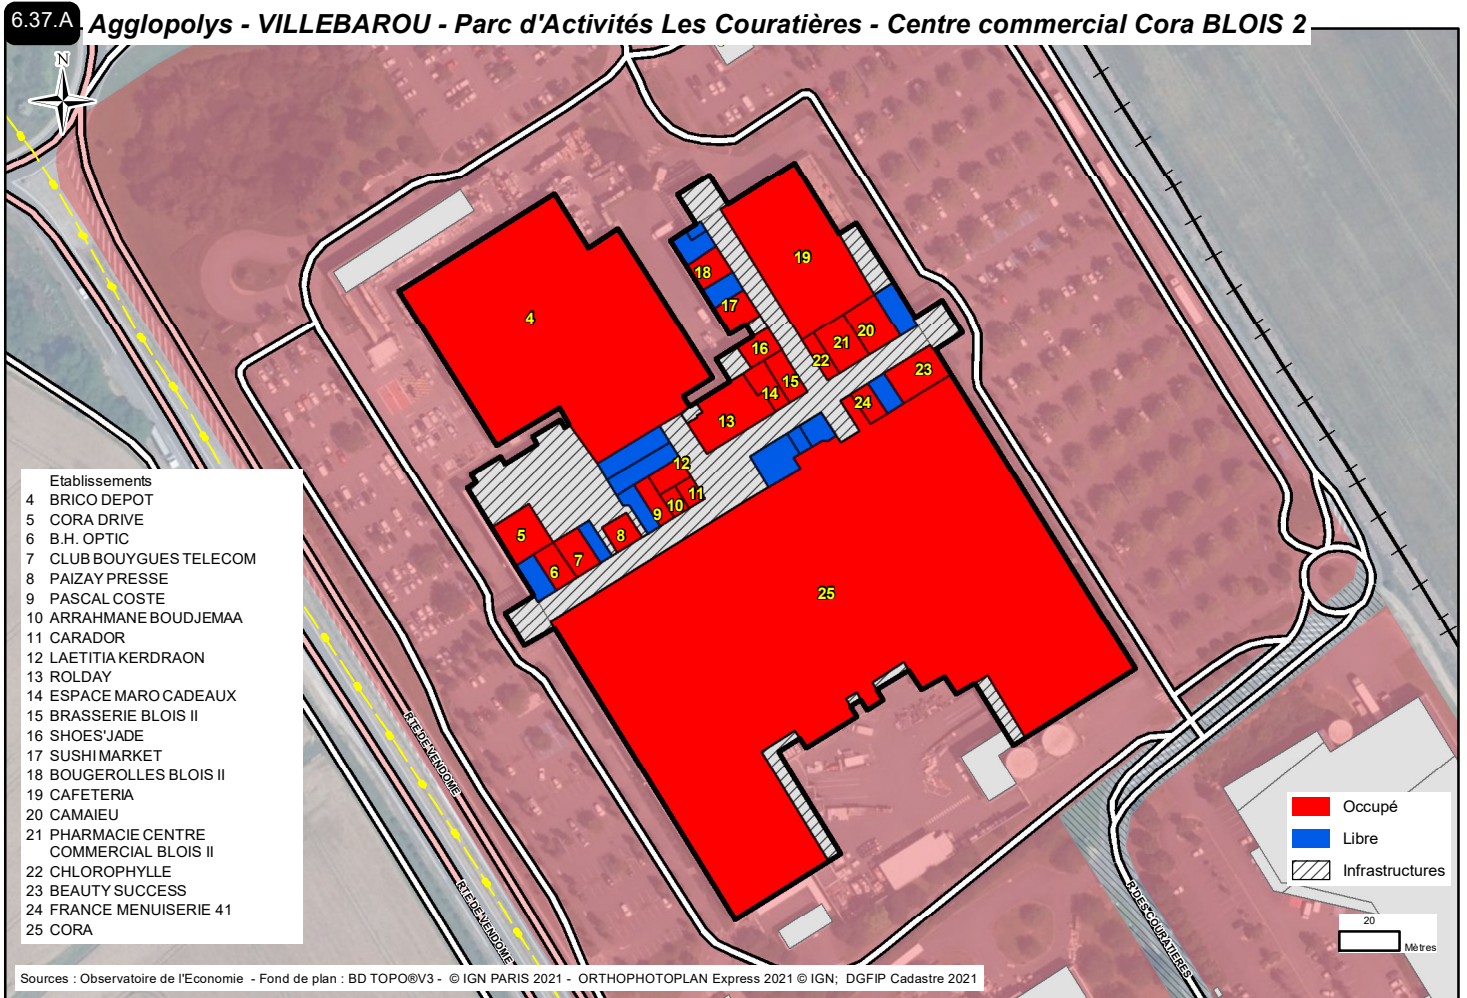 6.37.A Agglopolys - VILLEBAROU - Parc d'Activités Les Couratières - Centre commercial Cora BLOIS 2
N
19
18
17
4
20
21
16
22
23
15
14
24
13
12
11
10
9
8
5
7
6
25
Etablissements
4 BRICO DEPOT
5 CORA DRIVE
6 B.H. OPTIC
7 CLUB BOUYGUES TELECOM
8 PAIZAY PRESSE
9 PASCAL COSTE
10 ARRAHMANE BOUDJEMAA
11 CARADOR
12 LAETITIA KERDRAON
13 ROLDAY
14 ESPACE MARO CADEAUX
15 BRASSERIE BLOIS II
16 SHOES'JADE
17 SUSHI MARKET
18 BOUGEROLLES BLOIS II
19 CAFETERIA
20 CAMAIEU
21 PHARMACIE CENTRE
COMMERCIAL BLOIS II
22 CHLOROPHYLLE
23 BEAUTY SUCCESS
24 FRANCE MENUISERIE 41
25 CORA
RTE DE VENDOME
RTE DE VENDOME
R DES COURATIERES
Occupé
Libre
Infrastructures
20
Mètres
Sources : Observatoire de l'Economie - Fond de plan : BD TOPO®V3 - © IGN PARIS 2021 - ORTHOPHOTOPLAN Express 2021 © IGN; DGFIP Cadastre 2021